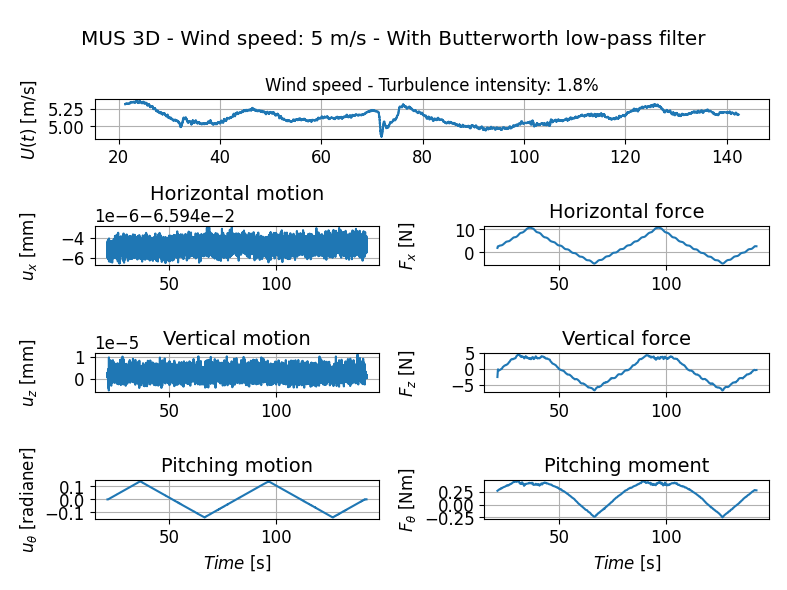 MUS 3D - Wind speed: 5 m/s - With Butterworth low-pass filter
Wind speed - Turbulence intensity: 1.8%
U(t) [m/s]
5.25
5.00
20 40 60 80 100 120 140
Horizontal motion
1e−6−6.594e−2
u_x [mm]
−4
−6
50 100
Horizontal force
F_x [N]
10
0
50 100
Vertical motion
1e−5
u_z [mm]
1
0
50 100
Vertical force
F_z [N]
5
0
−5
50 100
Pitching motion
u_θ [radianer]
0.1
0.0
−0.1
50 100
Time [s]
Pitching moment
F_θ [Nm]
0.25
0.00
−0.25
50 100
Time [s]